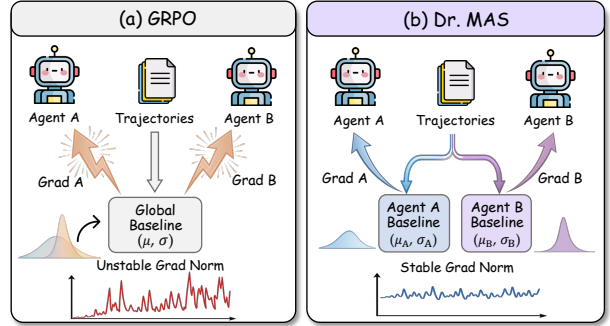 (a) GRPO
Agent A
Trajectories
Agent B
Grad A
Grad B
Global
Baseline
(μ, σ)
Unstable Grad Norm
(b) Dr. MAS
Agent A
Trajectories
Agent B
Grad A
Grad B
Agent A
Baseline
(μA, σA)
Agent B
Baseline
(μB, σB)
Stable Grad Norm